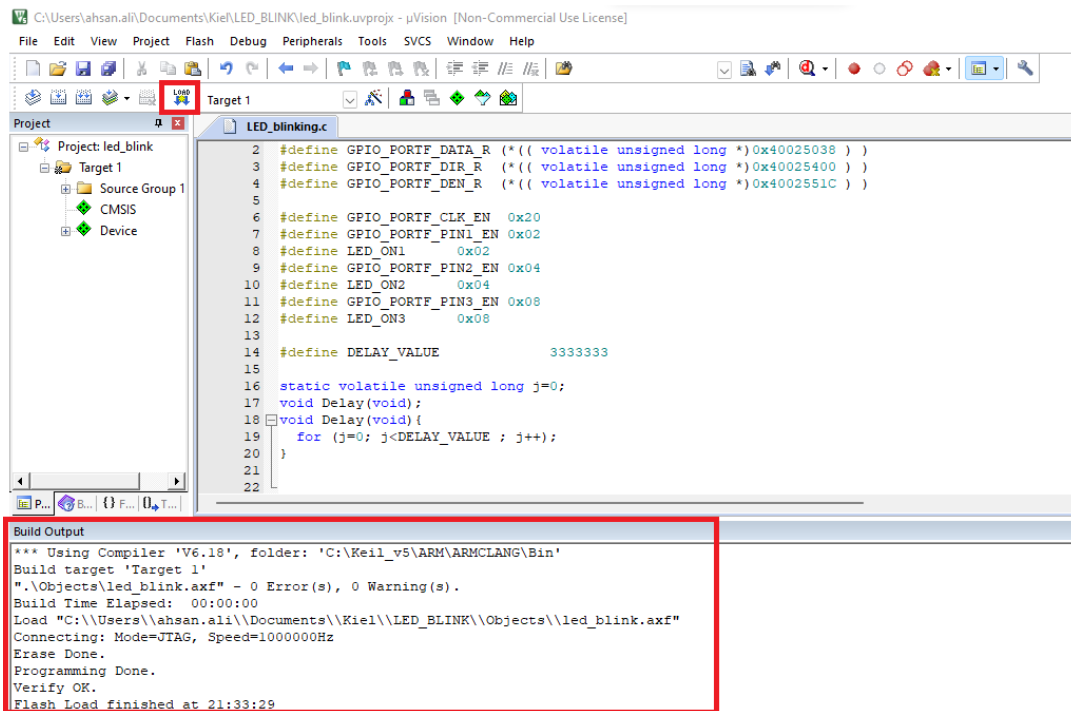 C:\Users\ahsan.ali\Documents\Kiel\LED_BLINK\led_blink.uvprojx - µVision [Non-Commercial Use License]
File Edit View Project Flash Debug Peripherals Tools SVCS Window Help
LOAD
Target 1
Project
LED_blinking.c
Project: led_blink
Target 1
Source Group 1
CMSIS
Device
2 #define GPIO_PORTF_DATA_R (*(( volatile unsigned long *)0x40025038 ) )
3 #define GPIO_PORTF_DIR_R (*(( volatile unsigned long *)0x40025400 ) )
4 #define GPIO_PORTF_DEN_R (*(( volatile unsigned long *)0x4002551C ) )
5
6 #define GPIO_PORTF_CLK_EN 0x20
7 #define GPIO_PORTF_PIN1_EN 0x02
8 #define LED_ON1 0x02
9 #define GPIO_PORTF_PIN2_EN 0x04
10 #define LED_ON2 0x04
11 #define GPIO_PORTF_PIN3_EN 0x08
12 #define LED_ON3 0x08
13
14 #define DELAY_VALUE 3333333
15
16 static volatile unsigned long j=0;
17 void Delay(void);
18 void Delay(void){
19 for (j=0; j<DELAY_VALUE ; j++);
20 }
21
22
P... B... {} F... 0 T...
Build Output
*** Using Compiler 'V6.18', folder: 'C:\Keil_v5\ARM\ARMCLANG\Bin'
Build target 'Target 1'
".\Objects\led_blink.axf" - 0 Error(s), 0 Warning(s).
Build Time Elapsed: 00:00:00
Load "C:\\Users\\ahsan.ali\\Documents\\Kiel\\LED_BLINK\\Objects\\led_blink.axf"
Connecting: Mode=JTAG, Speed=1000000Hz
Erase Done.
Programming Done.
Verify OK.
Flash Load finished at 21:33:29